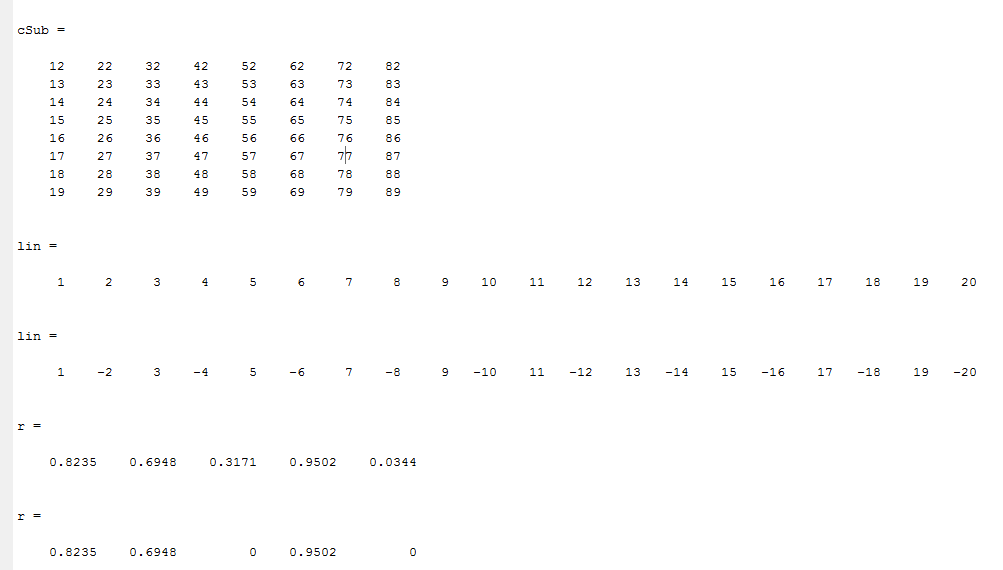 cSub =
12 22 32 42 52 62 72 82
13 23 33 43 53 63 73 83
14 24 34 44 54 64 74 84
15 25 35 45 55 65 75 85
16 26 36 46 56 66 76 86
17 27 37 47 57 67 77 87
18 28 38 48 58 68 78 88
19 29 39 49 59 69 79 89
lin =
1 2 3 4 5 6 7 8 9 10 11 12 13 14 15 16 17 18 19 20
lin =
1 -2 3 -4 5 -6 7 -8 9 -10 11 -12 13 -14 15 -16 17 -18 19 -20
r =
0.8235 0.6948 0.3171 0.9502 0.0344
r =
0.8235 0.6948 0 0.9502 0